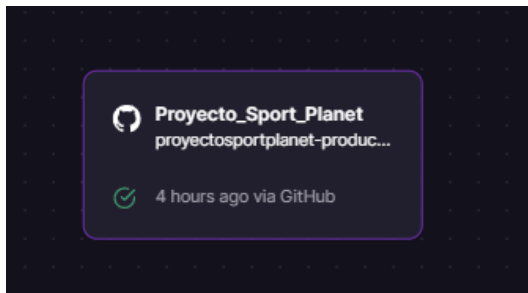 Proyecto_Sport_Planet
proyectosportplanet-produc...
4 hours ago via GitHub